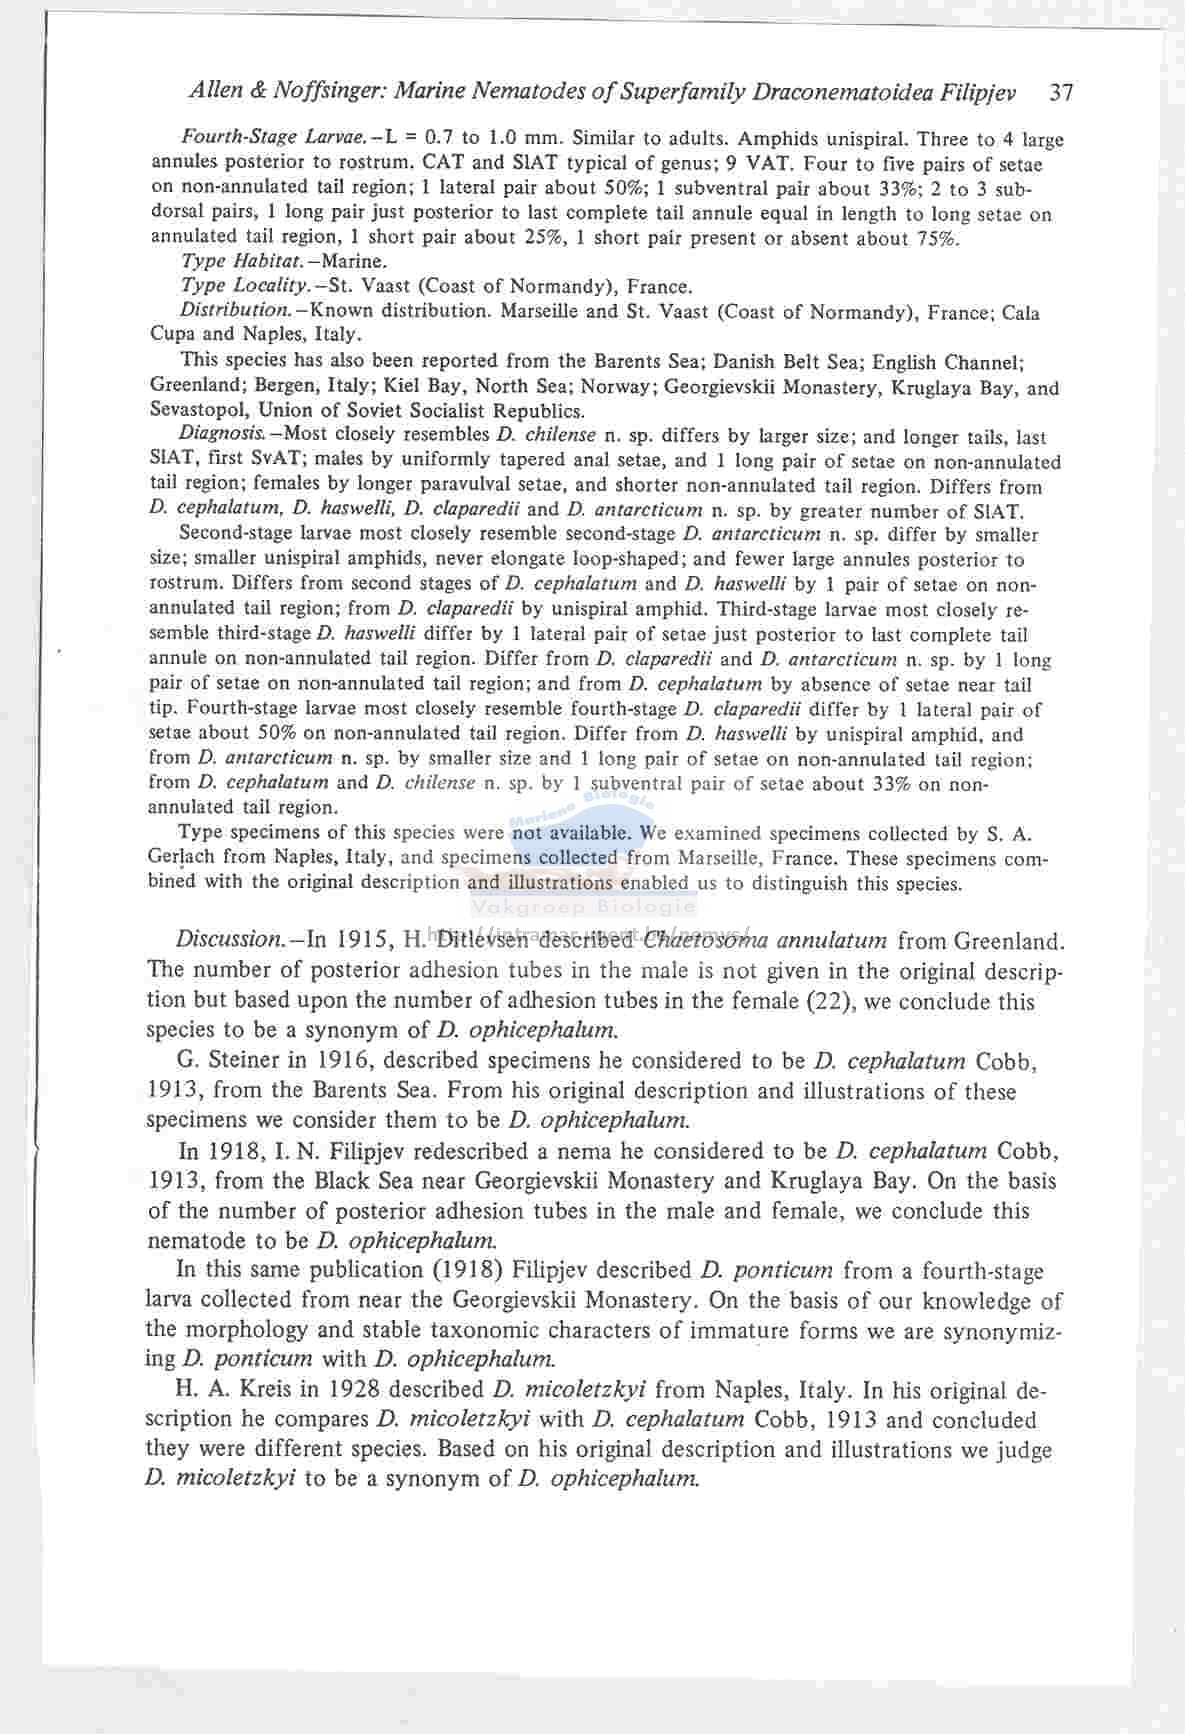 Allen & Noffsinger: Marine Nematodes of Superfamily Draconematoidea Filipjev 37
Fourth-Stage Larvae.—L = 0.7 to 1.0 mm. Similar to adults. Amphids unispiral. Three to 4 large
annules posterior to rostrum. CAT and SlAT typical of genus; 9 VAT. Four to five pairs of setae
on non-annulated tail region; 1 lateral pair about 50%; 1 subventral pair about 33%; 2 to 3 sub-
dorsal pairs, 1 long pair just posterior to last complete tail annule equal in length to long setae on
annulated tail region, 1 short pair about 25%, 1 short pair present or absent about 75%.
Type Habitat.—Marine.
Type Locality.—St. Vaast (Coast of Normandy), France.
Distribution.—Known distribution. Marseille and St. Vaast (Coast of Normandy), France; Cala
Cupa and Naples, Italy.
This species has also been reported from the Barents Sea; Danish Belt Sea; English Channel;
Greenland; Bergen, Italy; Kiel Bay, North Sea; Norway; Georgievskii Monastery, Kruglaya Bay, and
Sevastopol, Union of Soviet Socialist Republics.
Diagnosis.—Most closely resembles D. chilense n. sp. differs by larger size; and longer tails, last
SlAT, first SvAT; males by uniformly tapered anal setae, and 1 long pair of setae on non-annulated
tail region; females by longer paravulval setae, and shorter non-annulated tail region. Differs from
D. cephalatum, D. haswelli, D. claparedii and D. antarcticum n. sp. by greater number of SlAT.
Second-stage larvae most closely resemble second-stage D. antarcticum n. sp. differ by smaller
size; smaller unispiral amphids, never elongate loop-shaped; and fewer large annules posterior to
rostrum. Differs from second stages of D. cephalatum and D. haswelli by 1 pair of setae on non-
annulated tail region; from D. claparedii by unispiral amphid. Third-stage larvae most closely re-
semble third-stage D. haswelli differ by 1 lateral pair of setae just posterior to last complete tail
annule on non-annulated tail region. Differ from D. claparedii and D. antarcticum n. sp. by 1 long
pair of setae on non-annulated tail region; and from D. cephalatum by absence of setae near tail
tip. Fourth-stage larvae most closely resemble fourth-stage D. claparedii differ by 1 lateral pair of
setae about 50% on non-annulated tail region. Differ from D. haswelli by unispiral amphid, and
from D. antarcticum n. sp. by smaller size and 1 long pair of setae on non-annulated tail region;
from D. cephalatum and D. chilense n. sp. by 1 subventral pair of setae about 33% on non-
annulated tail region.
Type specimens of this species were not available. We examined specimens collected by S. A.
Gerlach from Naples, Italy, and specimens collected from Marseille, France. These specimens com-
bined with the original description and illustrations enabled us to distinguish this species.
Mariene Biologie
Vakgroep Biologie
http://intramar.ugent.be/nemys/
Discussion.—In 1915, H. Ditlevsen described Chaetosoma annulatum from Greenland.
The number of posterior adhesion tubes in the male is not given in the original descrip-
tion but based upon the number of adhesion tubes in the female (22), we conclude this
species to be a synonym of D. ophicephalum.
G. Steiner in 1916, described specimens he considered to be D. cephalatum Cobb,
1913, from the Barents Sea. From his original description and illustrations of these
specimens we consider them to be D. ophicephalum.
In 1918, I. N. Filipjev redescribed a nema he considered to be D. cephalatum Cobb,
1913, from the Black Sea near Georgievskii Monastery and Kruglaya Bay. On the basis
of the number of posterior adhesion tubes in the male and female, we conclude this
nematode to be D. ophicephalum.
In this same publication (1918) Filipjev described D. ponticum from a fourth-stage
larva collected from near the Georgievskii Monastery. On the basis of our knowledge of
the morphology and stable taxonomic characters of immature forms we are synonymiz-
ing D. ponticum with D. ophicephalum.
H. A. Kreis in 1928 described D. micoletzkyi from Naples, Italy. In his original de-
scription he compares D. micoletzkyi with D. cephalatum Cobb, 1913 and concluded
they were different species. Based on his original description and illustrations we judge
D. micoletzkyi to be a synonym of D. ophicephalum.